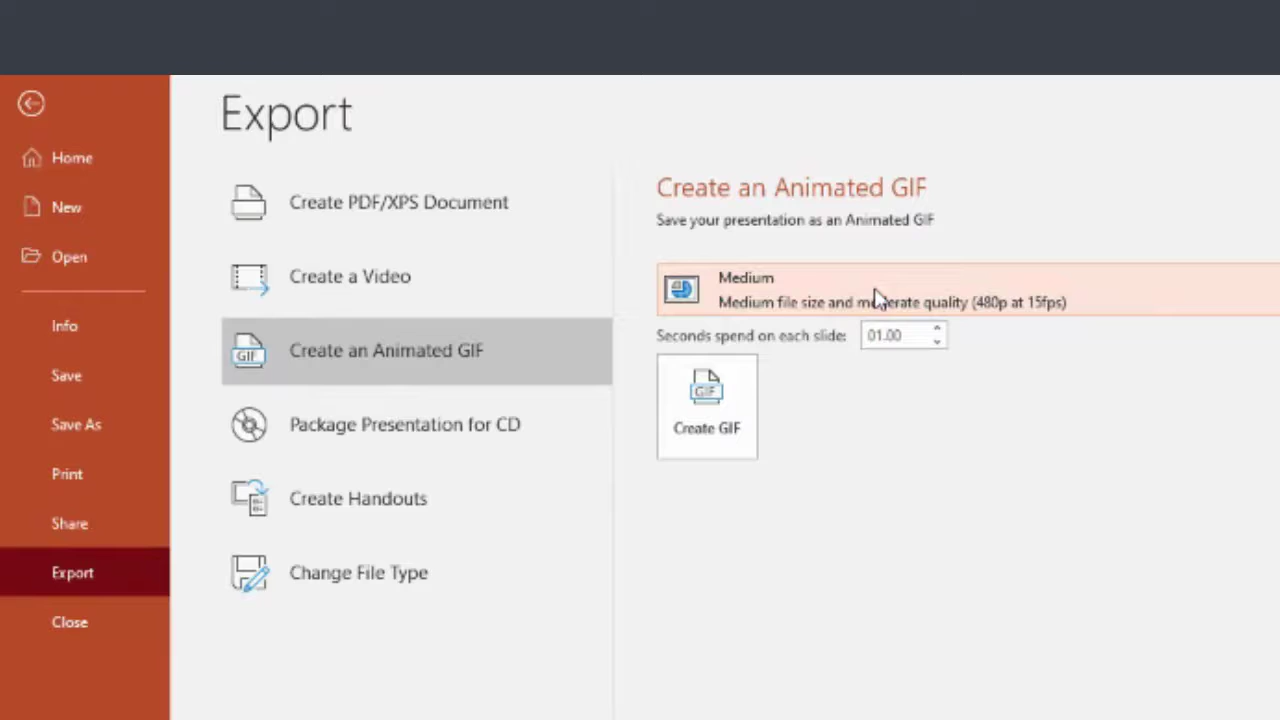 Export
Home
New
Open
Info
Save
Save As
Print
Share
Export
Close
Create PDF/XPS Document
Create a Video
GIF
Create an Animated GIF
Package Presentation for CD
Create Handouts
Change File Type
Create an Animated GIF
Save your presentation as an Animated GIF
Medium
Medium file size and moderate quality (480p at 15fps)
Seconds spend on each slide: 01.00
GIF
Create GIF